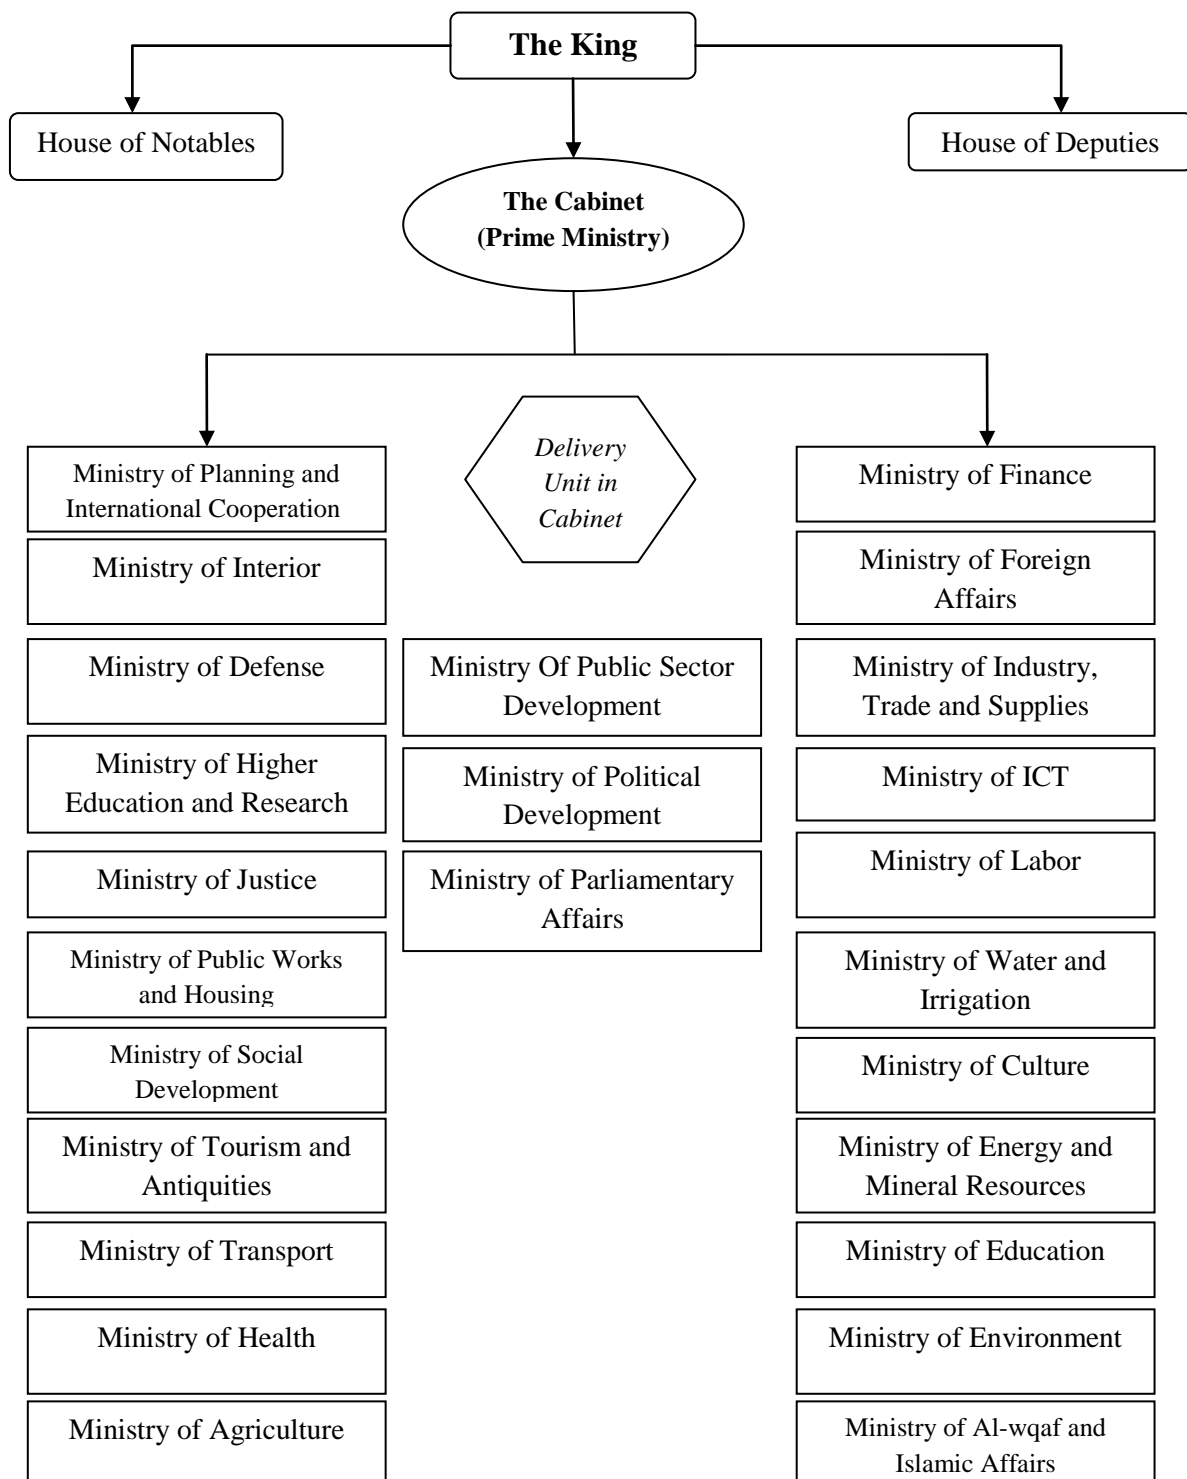 The King
House of Notables
House of Deputies
The Cabinet
(Prime Ministry)
Delivery
Unit in
Cabinet
Ministry of Planning and
International Cooperation
Ministry of Interior
Ministry of Defense
Ministry of Higher
Education and Research
Ministry of Justice
Ministry of Public Works
and Housing
Ministry of Social
Development
Ministry of Tourism and
Antiquities
Ministry of Transport
Ministry of Health
Ministry of Agriculture
Ministry Of Public Sector
Development
Ministry of Political
Development
Ministry of Parliamentary
Affairs
Ministry of Finance
Ministry of Foreign
Affairs
Ministry of Industry,
Trade and Supplies
Ministry of ICT
Ministry of Labor
Ministry of Water and
Irrigation
Ministry of Culture
Ministry of Energy and
Mineral Resources
Ministry of Education
Ministry of Environment
Ministry of Al-wqaf and
Islamic Affairs